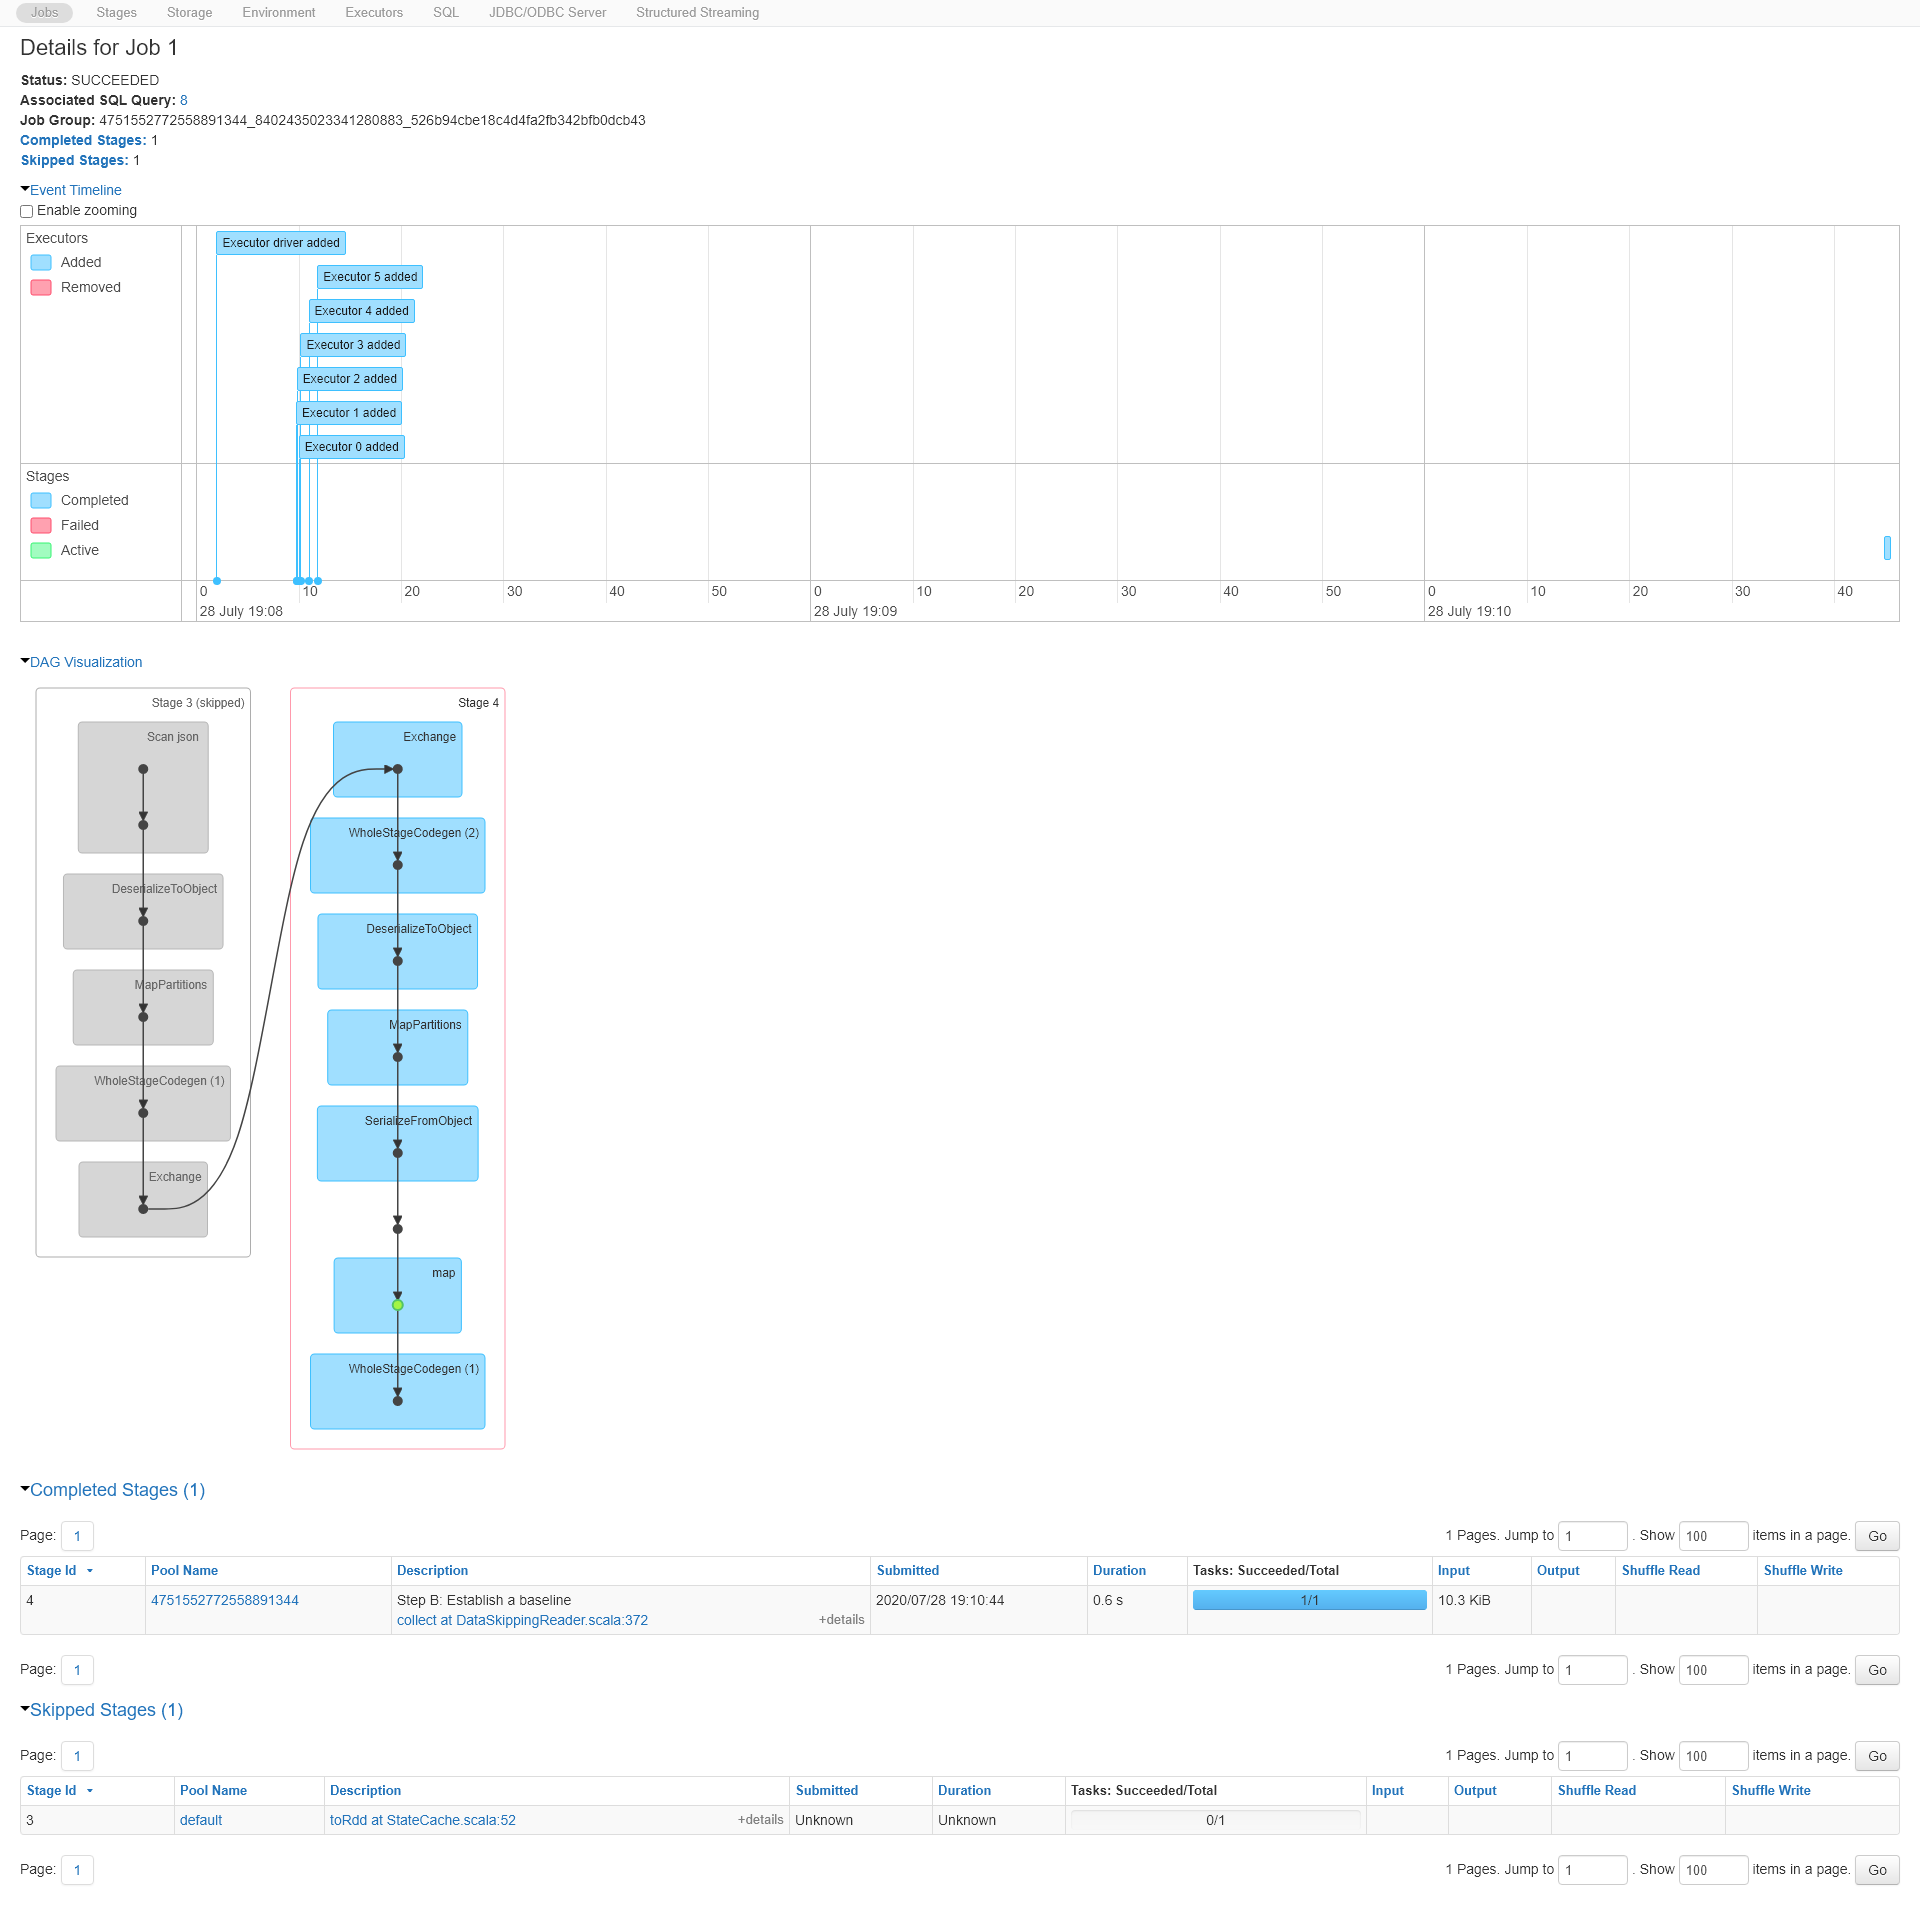 Jobs Stages Storage Environment Executors SQL JDBC/ODBC Server Structured Streaming
Details for Job 1
Status: SUCCEEDED
Associated SQL Query: 8
Job Group: 4751552772558891344_8402435023341280883_526b94cbe18c4d4fa2fb342bfb0dcb43
Completed Stages: 1
Skipped Stages: 1
Event Timeline
Enable zooming
Executors
Added
Removed
Executor driver added
Executor 5 added
Executor 4 added
Executor 3 added
Executor 2 added
Executor 1 added
Executor 0 added
Stages
Completed
Failed
Active
0 10 20 30 40 50 0 10 20 30 40 50 0 10 20 30 40
28 July 19:08 28 July 19:09 28 July 19:10
DAG Visualization
Stage 3 (skipped)
Scan json
DeserializeToObject
MapPartitions
WholeStageCodegen (1)
Exchange
Stage 4
Exchange
WholeStageCodegen (2)
DeserializeToObject
MapPartitions
SerializeFromObject
map
WholeStageCodegen (1)
Completed Stages (1)
Page: 1 1 Pages. Jump to 1 . Show 100 items in a page. Go
Stage Id Pool Name Description Submitted Duration Tasks: Succeeded/Total Input Output Shuffle Read Shuffle Write
4 4751552772558891344 Step B: Establish a baseline 2020/07/28 19:10:44 0.6 s 1/1 10.3 KiB
collect at DataSkippingReader.scala:372 +details
Page: 1 1 Pages. Jump to 1 . Show 100 items in a page. Go
Skipped Stages (1)
Page: 1 1 Pages. Jump to 1 . Show 100 items in a page. Go
Stage Id Pool Name Description Submitted Duration Tasks: Succeeded/Total Input Output Shuffle Read Shuffle Write
3 default toRdd at StateCache.scala:52 +details Unknown Unknown 0/1
Page: 1 1 Pages. Jump to 1 . Show 100 items in a page. Go